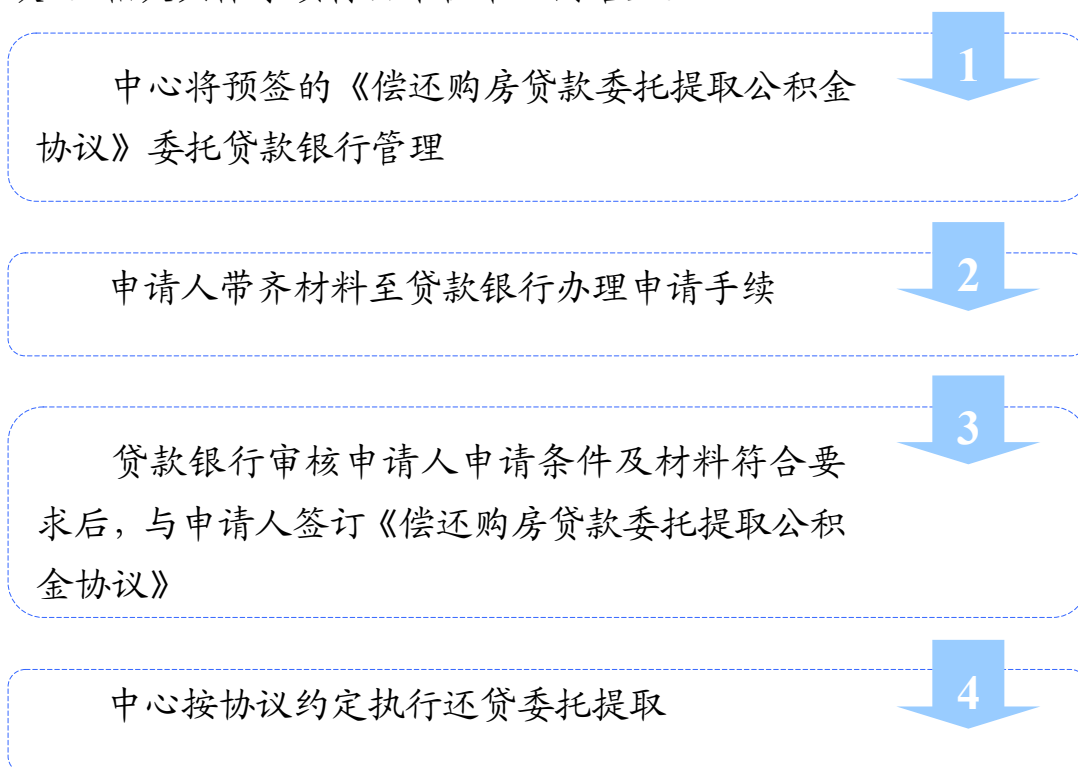 1
中心将预签的《偿还购房贷款委托提取公积金
协议》委托贷款银行管理
2
申请人带齐材料至贷款银行办理申请手续
3
贷款银行审核申请人申请条件及材料符合要
求后，与申请人签订《偿还购房贷款委托提取公积
金协议》
4
中心按协议约定执行还贷委托提取